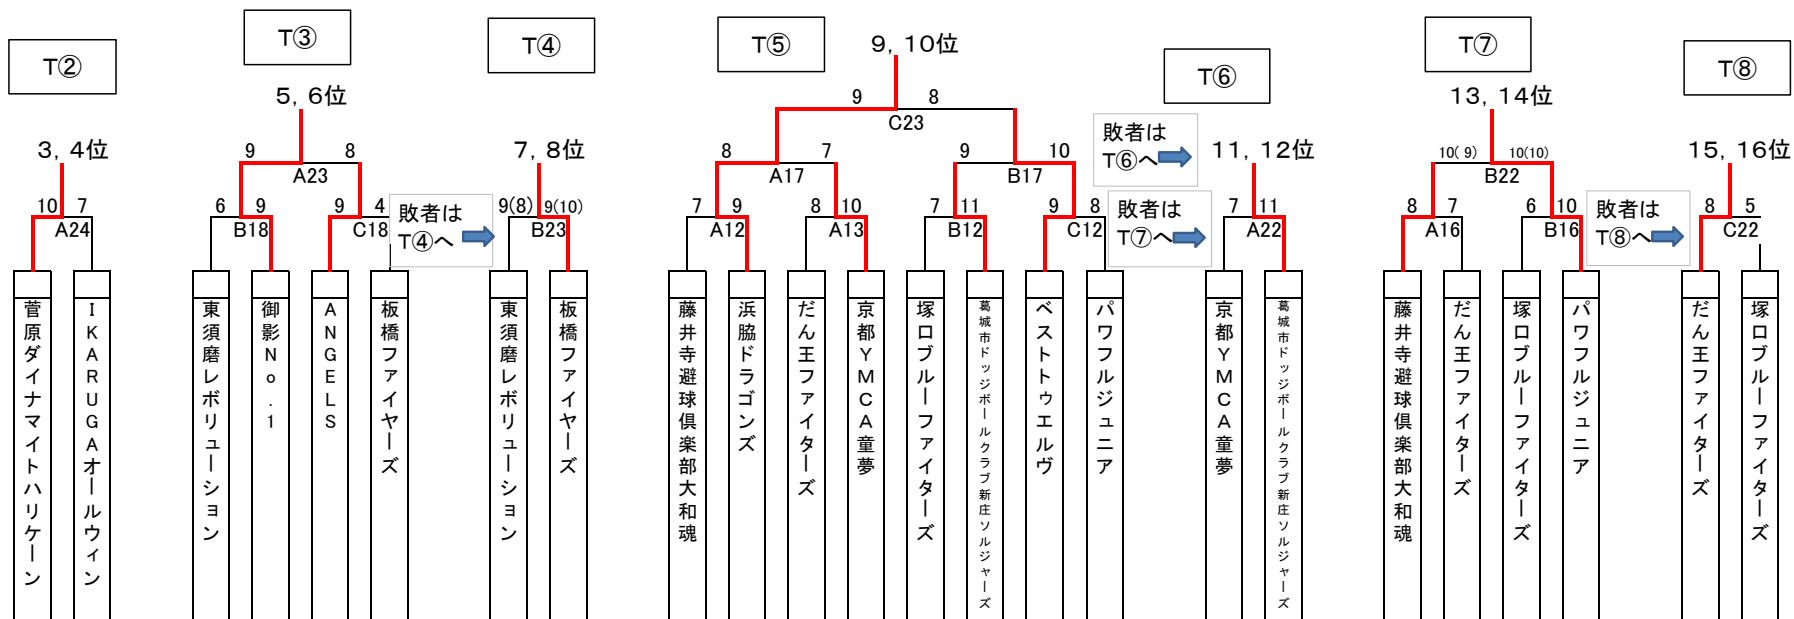 T②
3, 4位
10 7
A24
菅原ダイナマイトハリケーン
IKARUGAオールウィン
T③
5, 6位
9 8
A23
6 9
B18
9 4
C18
東須磨レボリューション
御影No.1
ANGELS
板橋ファイヤーズ
敗者は
T④へ
T④
7, 8位
9(8) 9(10)
B23
東須磨レボリューション
板橋ファイヤーズ
T⑤
9, 10位
9 8
C23
8 7
A17
9 10
B17
7 9
A12
8 10
A13
7 11
B12
9 8
C12
藤井寺避球倶楽部大和魂
浜脇ドラゴンズ
だん王ファイターズ
京都YMCA童夢
塚口ブルーファイターズ
葛城市ドッジボールクラブ新庄ソルジャーズ
ベストトゥエルヴ
パワフルジュニア
敗者は
T⑥へ
敗者は
T⑦へ
T⑥
11, 12位
7 11
A22
京都YMCA童夢
葛城市ドッジボールクラブ新庄ソルジャーズ
T⑦
13, 14位
10( 9) 10(10)
B22
8 7
A16
6 10
B16
藤井寺避球倶楽部大和魂
だん王ファイターズ
塚口ブルーファイターズ
パワフルジュニア
敗者は
T⑧へ
T⑧
15, 16位
8 5
C22
だん王ファイターズ
塚口ブルーファイターズ